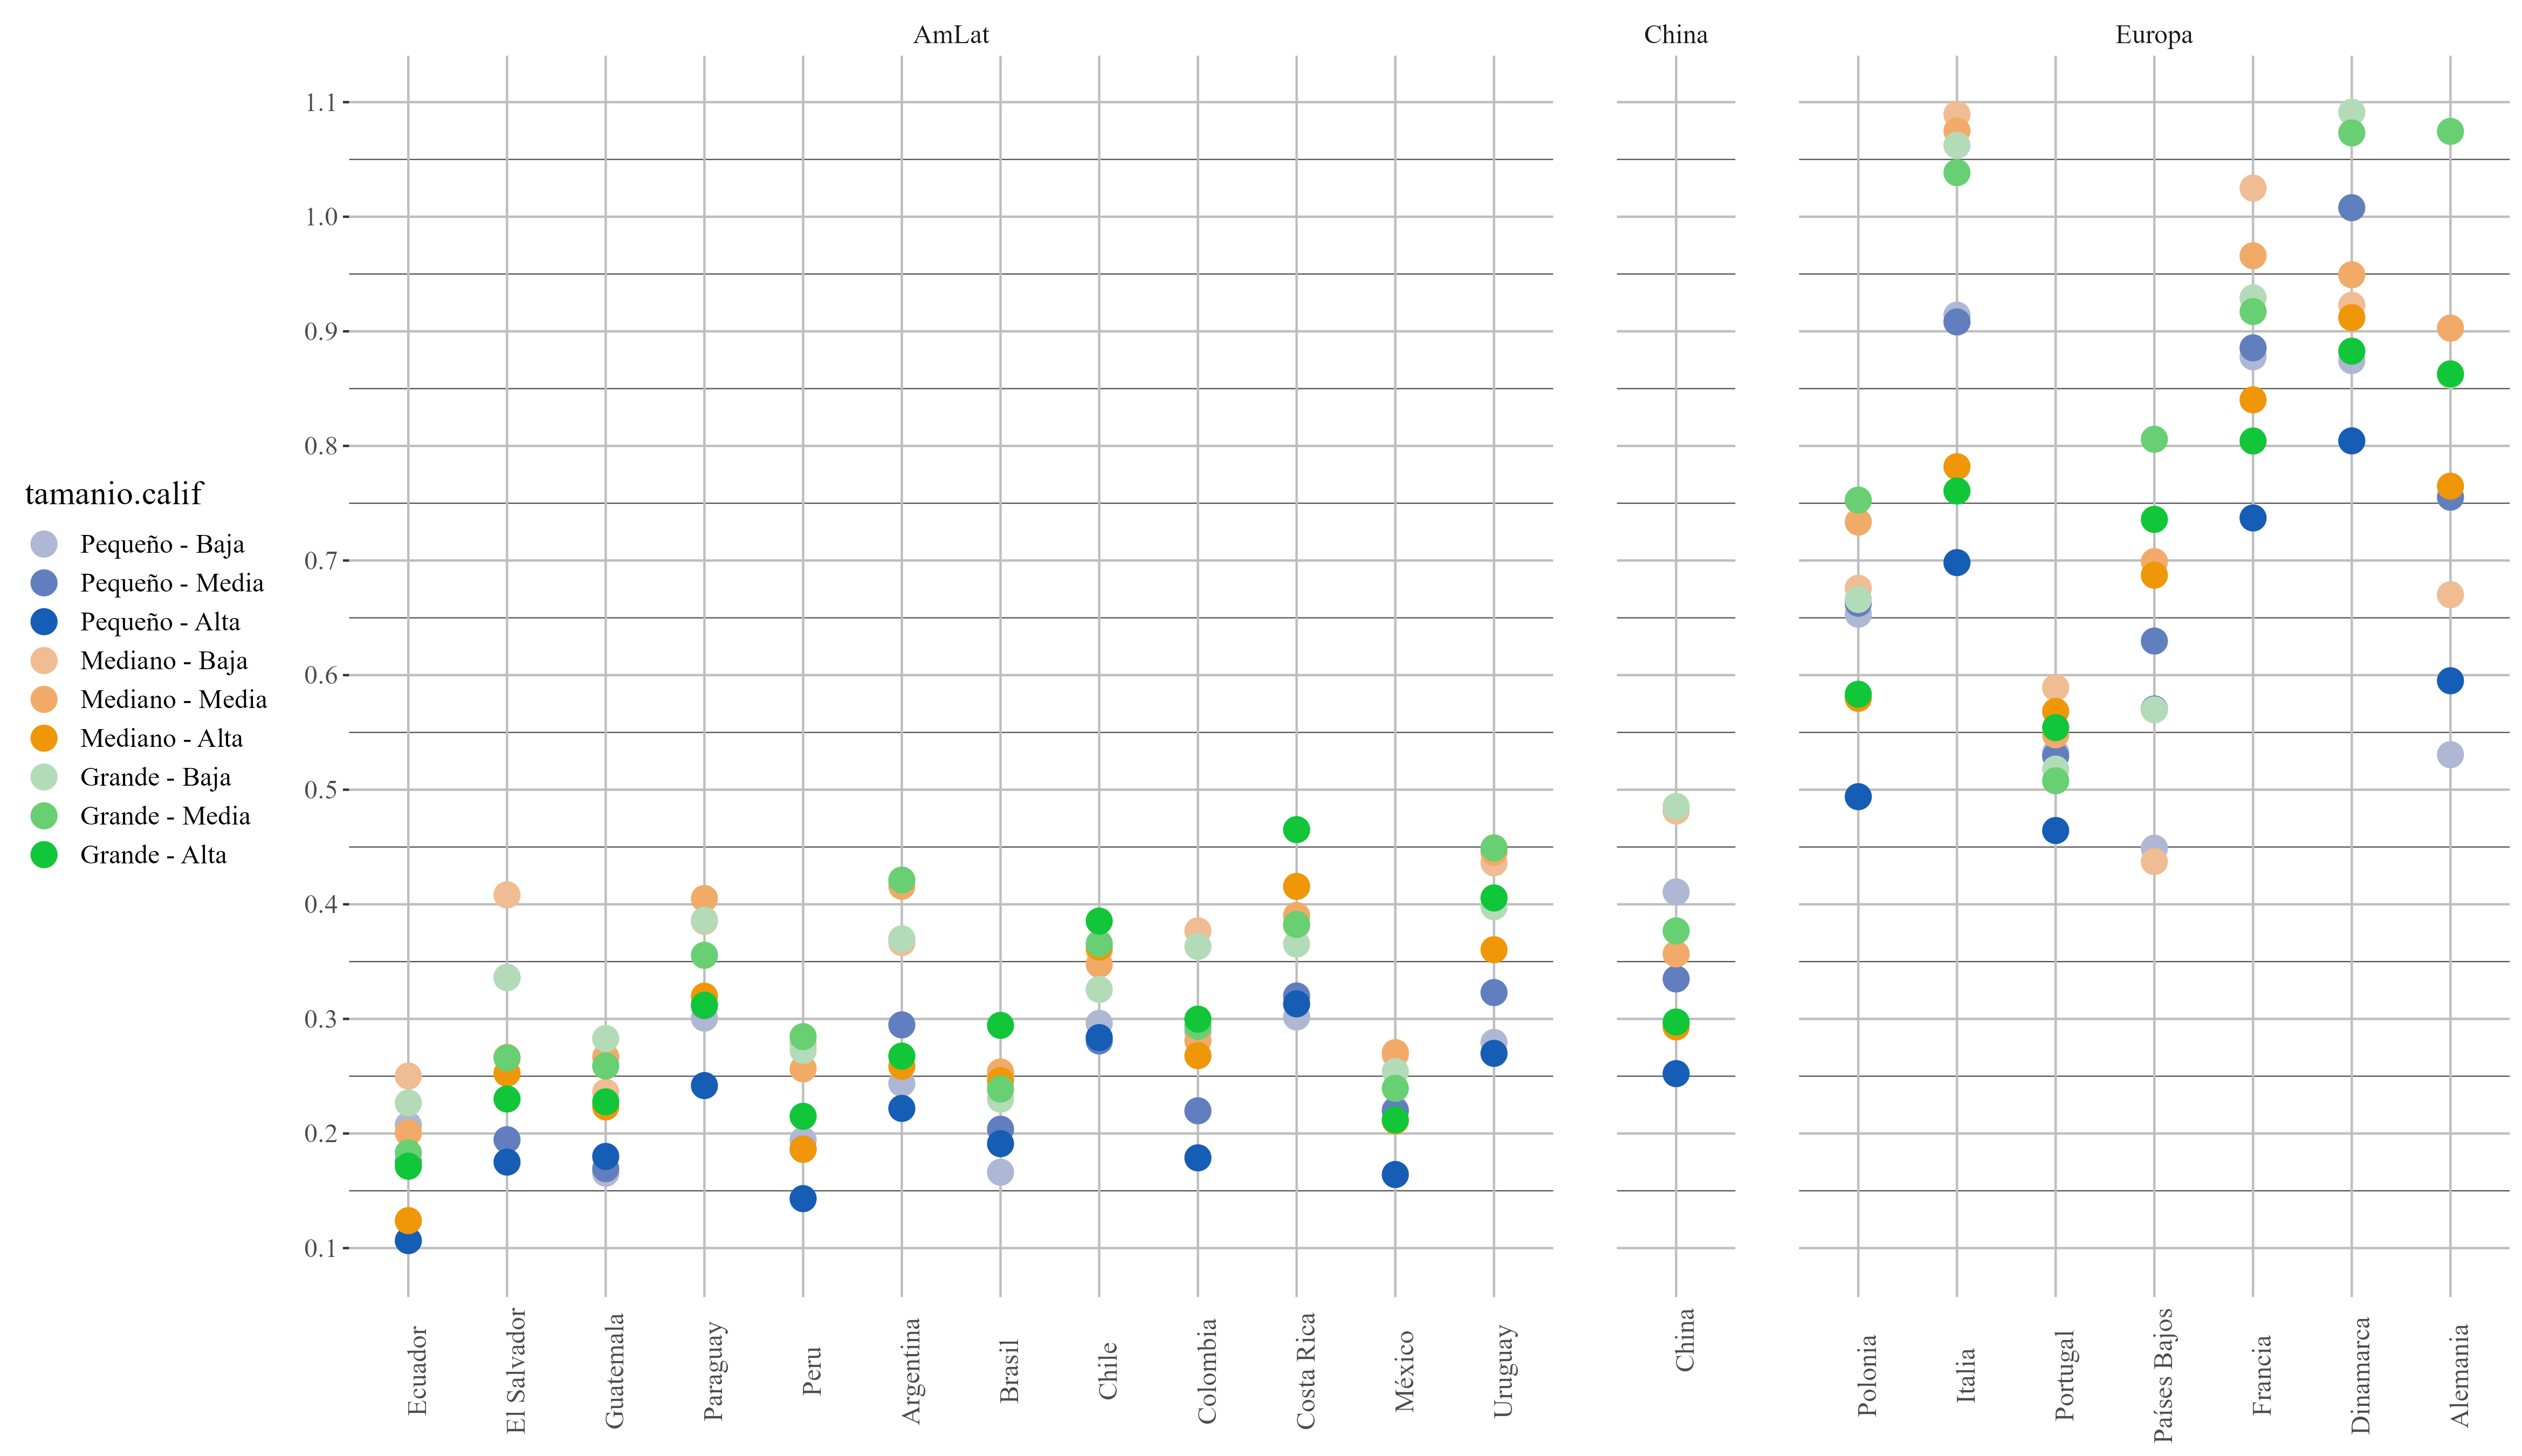 AmLat
China
Europa
1.1
1.0
0.9
0.8
0.7
0.6
0.5
0.4
0.3
0.2
0.1
tamanio.calif
Pequeño - Baja
Pequeño - Media
Pequeño - Alta
Mediano - Baja
Mediano - Media
Mediano - Alta
Grande - Baja
Grande - Media
Grande - Alta
Ecuador
El Salvador
Guatemala
Paraguay
Peru
Argentina
Brasil
Chile
Colombia
Costa Rica
México
Uruguay
China
Polonia
Italia
Portugal
Países Bajos
Francia
Dinamarca
Alemania